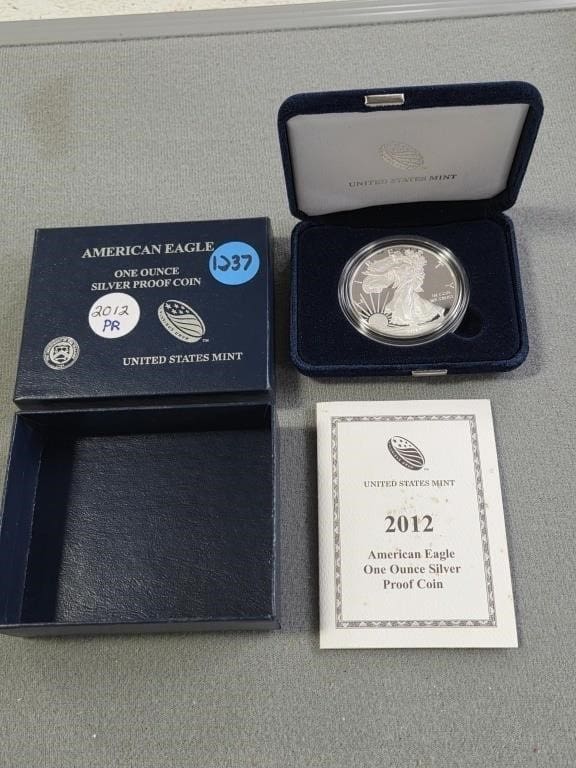 AMERICAN EAGLE
ONE OUNCE
SILVER PROOF COIN
1237
2012
PR
UNITED STATES MINT
UNITED STATES MINT
UNITED STATES MINT
2012
American Eagle
One Ounce Silver
Proof Coin